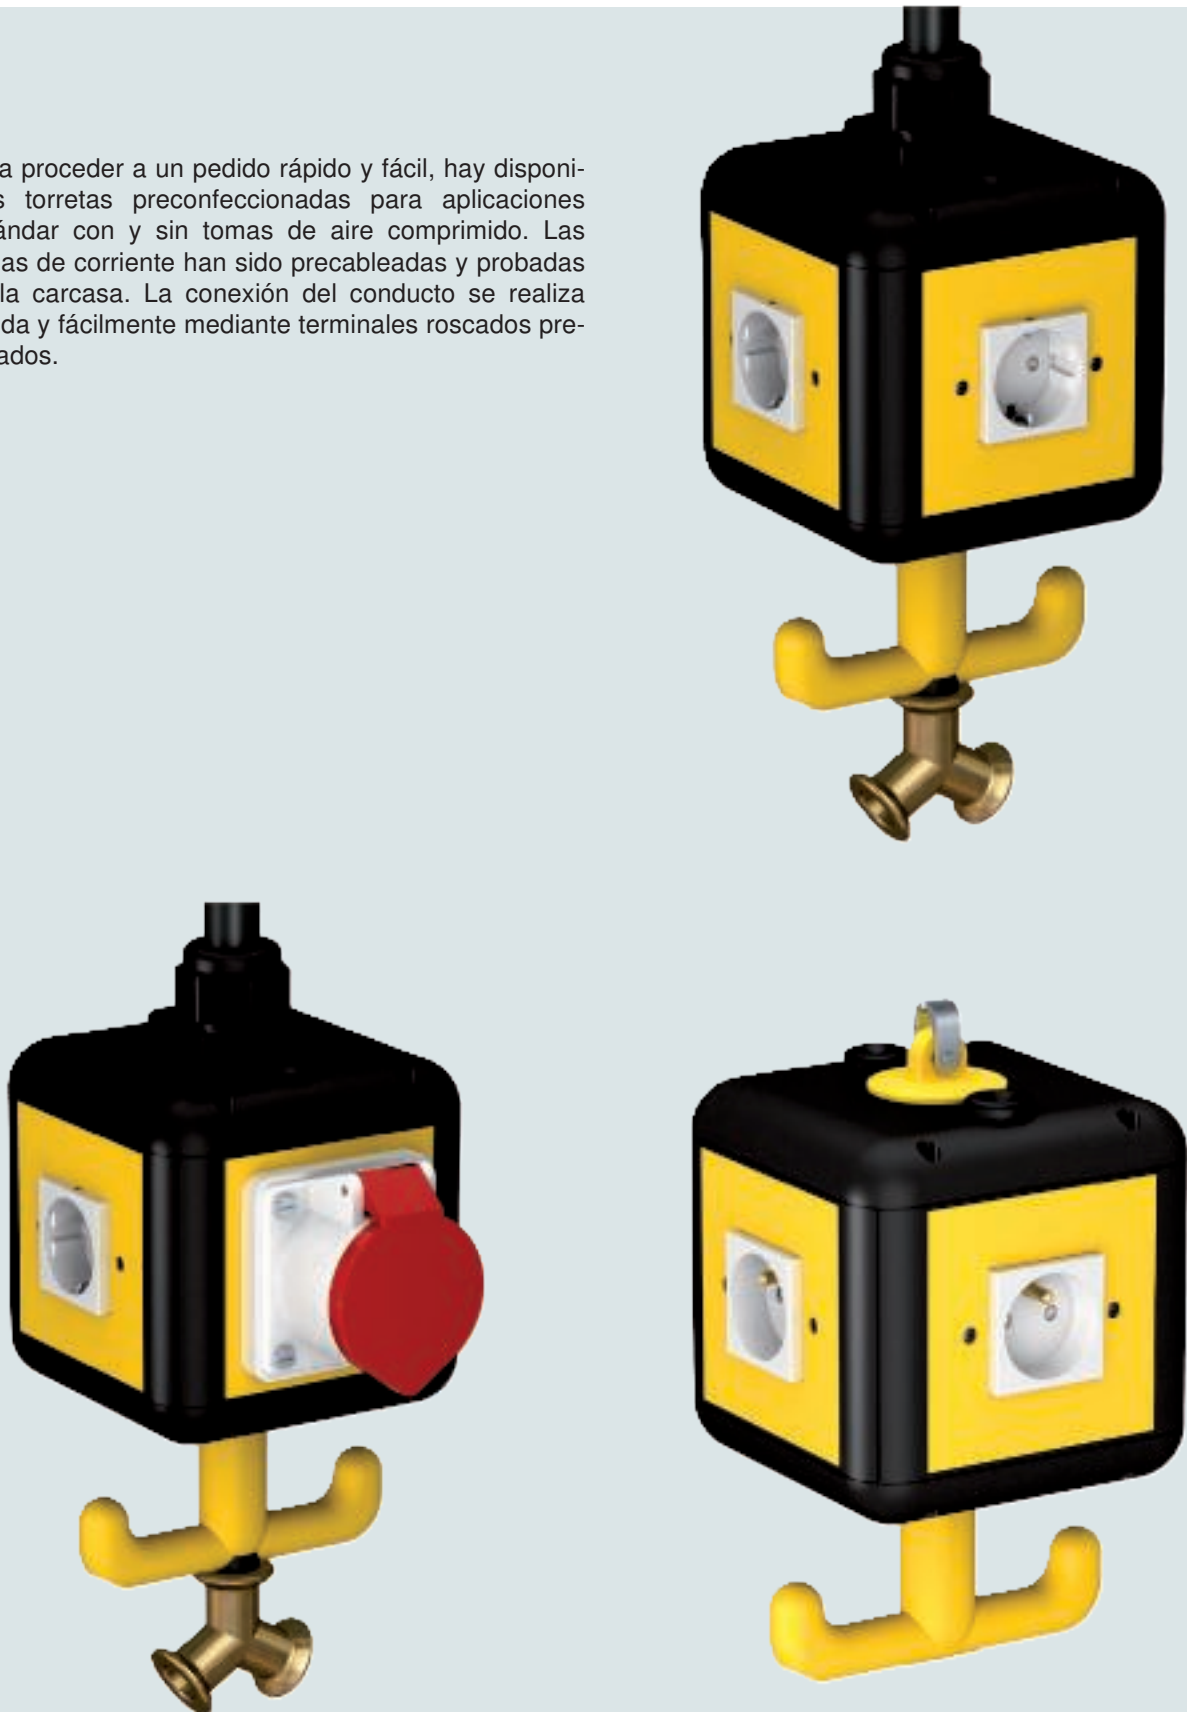 a proceder a un pedido rápido y fácil, hay disponi-
s torretas preconfeccionadas para aplicaciones
ándar con y sin tomas de aire comprimido. Las
as de corriente han sido precableadas y probadas
la carcasa. La conexión del conducto se realiza
da y fácilmente mediante terminales roscados pre-
ados.